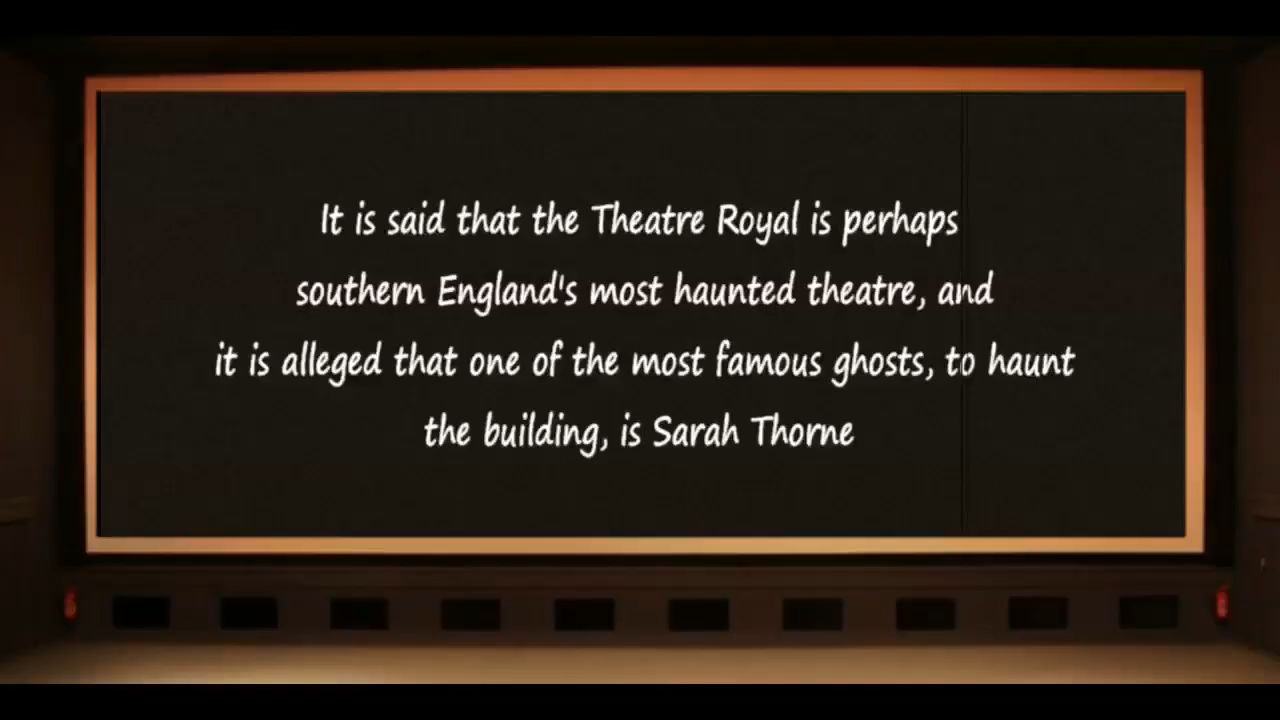 It is said that the Theatre Royal is perhaps
southern England's most haunted theatre, and
it is alleged that one of the most famous ghosts, to haunt
the building, is Sarah Thorne